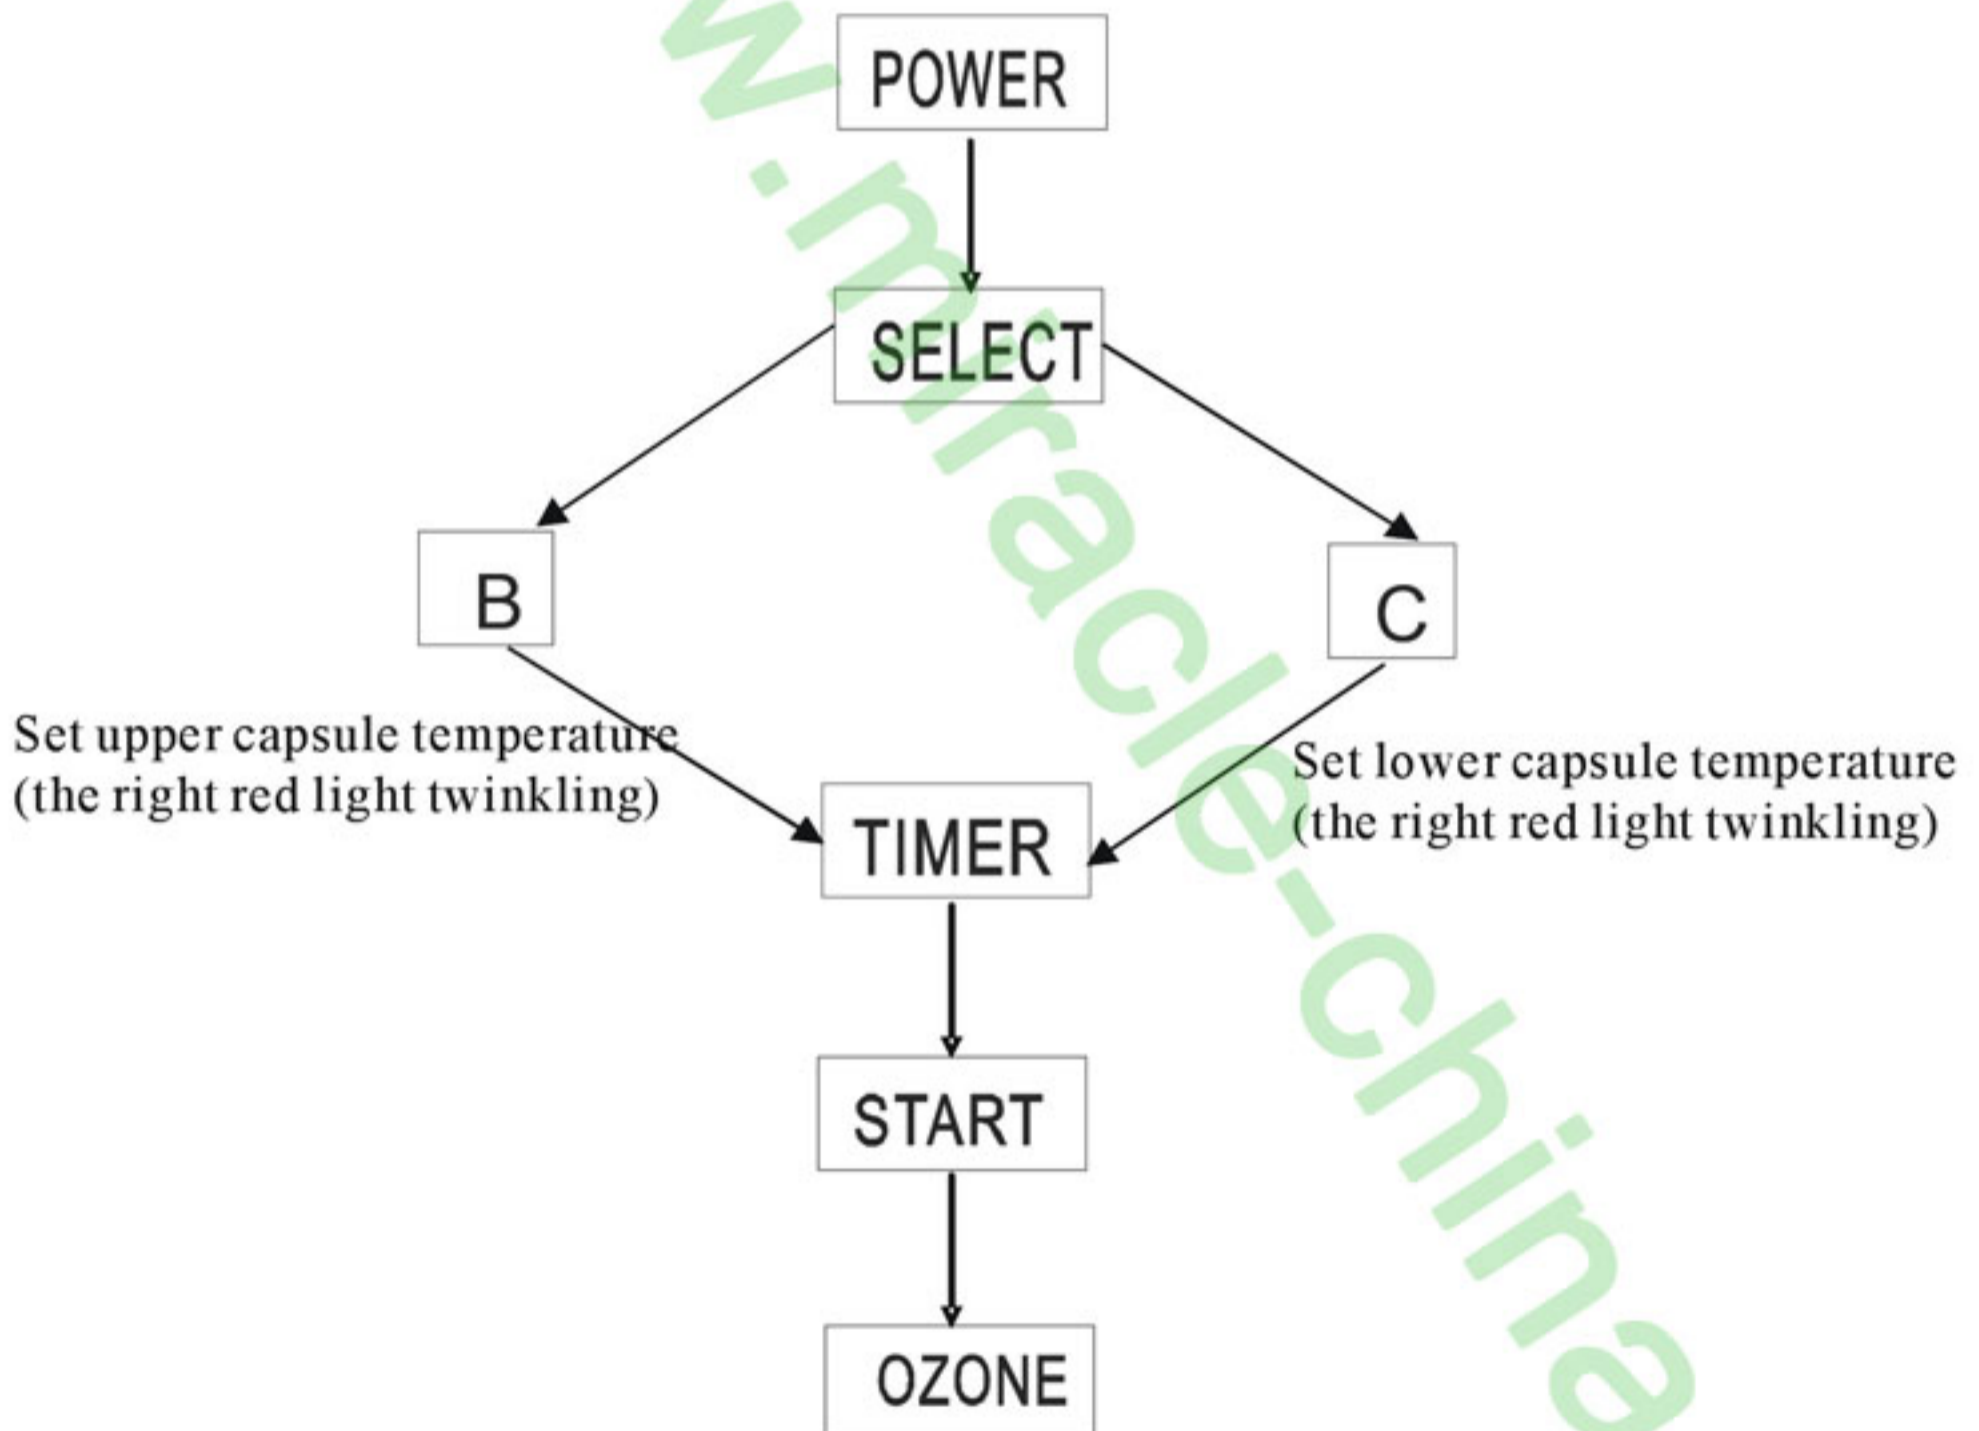 POWER
SELECT
B
C
Set upper capsule temperature
(the right red light twinkling)
Set lower capsule temperature
(the right red light twinkling)
TIMER
START
OZONE
w.miracle-china